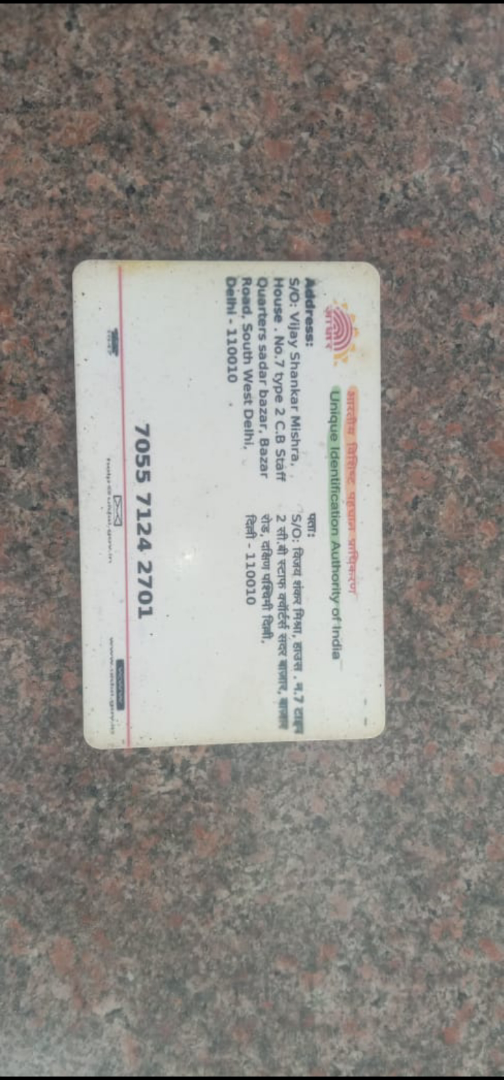 भारतीय विशिष्ट पहचान प्राधिकरण
Unique Identification Authority of India
आधार
Address:
S/O: Vijay Shankar Mishra,
House . No.7 type 2 C.B Staff
Quarters sadar bazar, Bazar
Road, South West Delhi,
Delhi - 110010
पता:
S/O: विजय शंकर मिश्रा, हाउस . न.7 टाइप
2 सी.बी स्टाफ क्वॉर्टर्स सदर बाजार, बाजार
रोड, दक्षिण पश्चिमी दिल्ली,
दिल्ली - 110010
7055 7124 2701